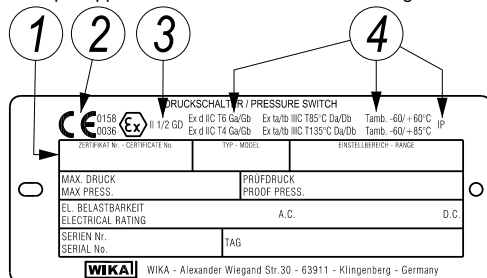 1 2 3 4
DRUCKSCHALTER / PRESSURE SWITCH
CE 0158 Ex II 1/2 GD Ex d IIC T6 Ga/Gb Ex ta/tb IIIC T85°C Da/Db Tamb. -60/+60°C IP
0036 Ex d IIC T4 Ga/Gb Ex ta/tb IIIC T135°C Da/Db Tamb. -60/+85°C
ZERTIFIKAT Nr. - CERTIFICATE No. TYP - MODEL EINSTELLBEREICH - RANGE
MAX. DRUCK PRÜFDRUCK
MAX PRESS. PROOF PRESS.
EL. BELASTBARKEIT
ELECTRICAL RATING A.C. D.C.
SERIEN Nr. TAG
SERIAL No.
WIKA WIKA - Alexander Wiegand Str.30 - 63911 - Klingenberg - Germany